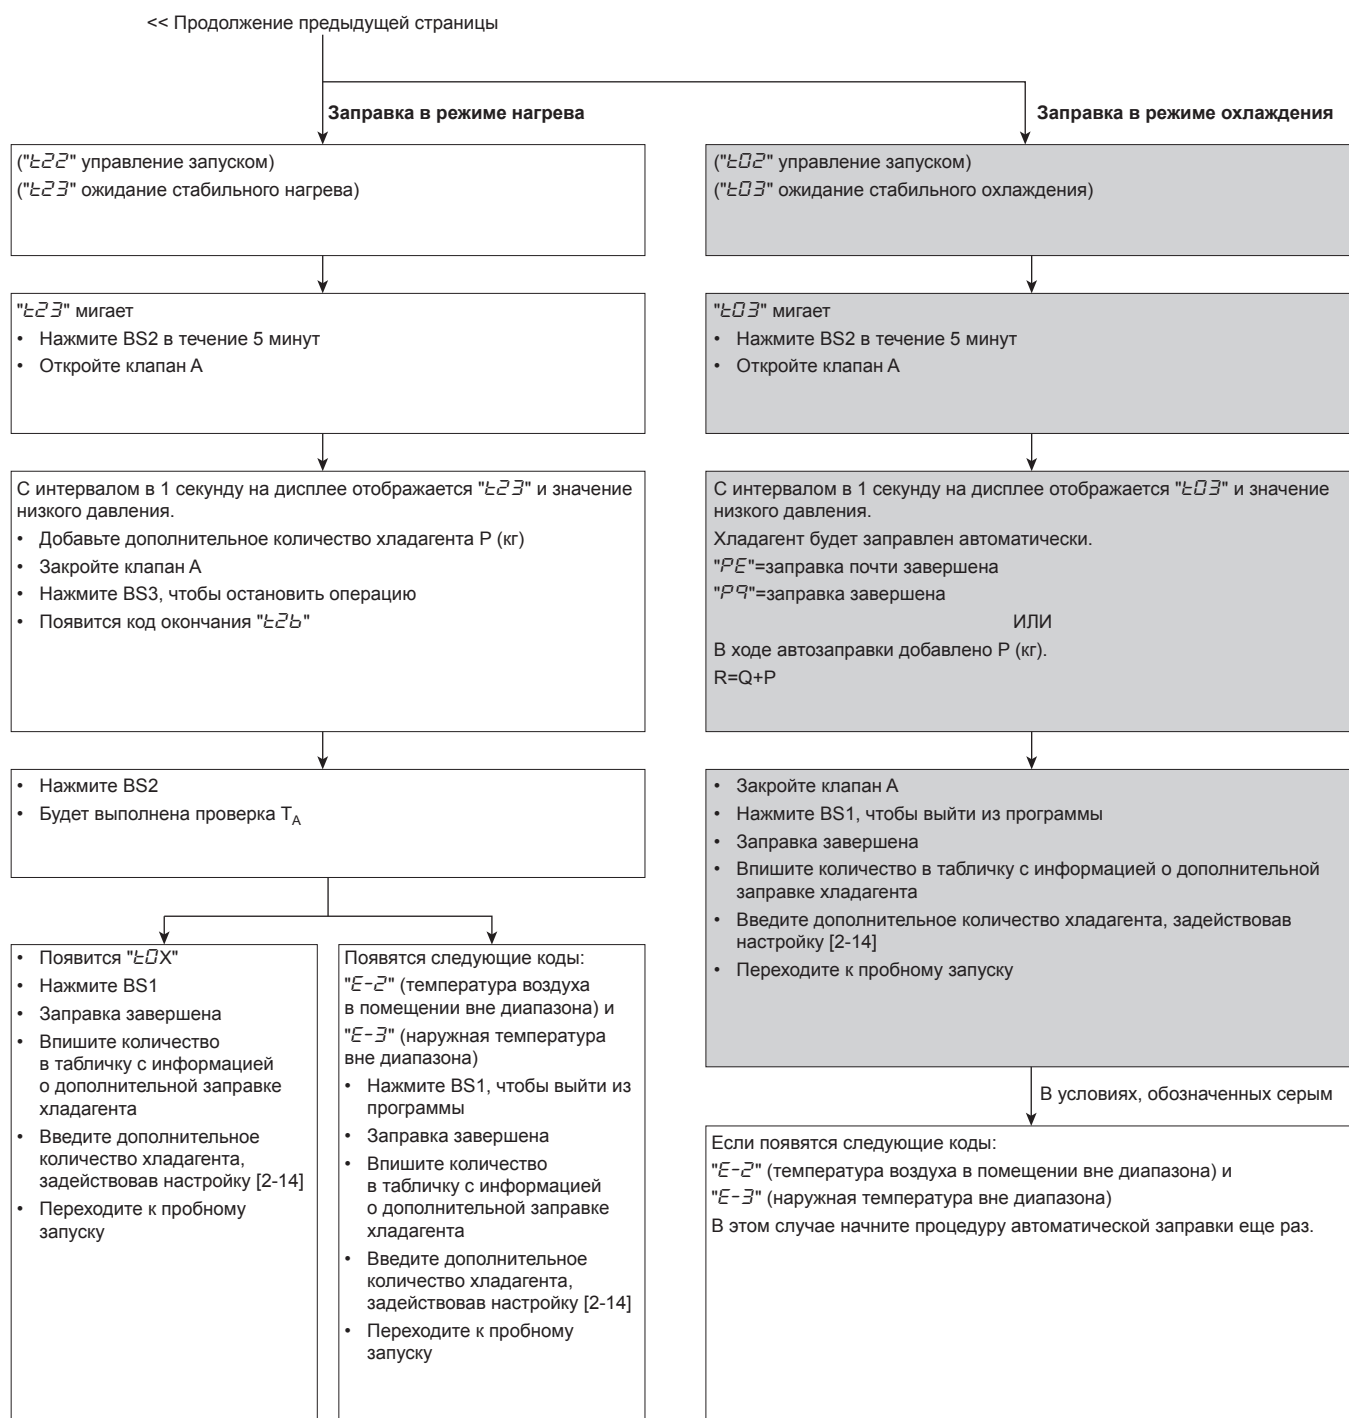 << Продолжение предыдущей страницы
Заправка в режиме нагрева
("t22" управление запуском)
("t23" ожидание стабильного нагрева)
"t23" мигает
• Нажмите BS2 в течение 5 минут
• Откройте клапан A
С интервалом в 1 секунду на дисплее отображается "t23" и значение
низкого давления.
• Добавьте дополнительное количество хладагента P (кг)
• Закройте клапан A
• Нажмите BS3, чтобы остановить операцию
• Появится код окончания "t2b"
• Нажмите BS2
• Будет выполнена проверка TA
• Появится "t0X"
• Нажмите BS1
• Заправка завершена
• Впишите количество
в табличку с информацией
о дополнительной заправке
хладагента
• Введите дополнительное
количество хладагента,
задействовав настройку [2-14]
• Переходите к пробному
запуску
Появятся следующие коды:
"E-2" (температура воздуха
в помещении вне диапазона) и
"E-3" (наружная температура
вне диапазона)
• Нажмите BS1, чтобы выйти из
программы
• Заправка завершена
• Впишите количество
в табличку с информацией
о дополнительной заправке
хладагента
• Введите дополнительное
количество хладагента,
задействовав настройку [2-14]
• Переходите к пробному
запуску
Заправка в режиме охлаждения
("t02" управление запуском)
("t03" ожидание стабильного охлаждения)
"t03" мигает
• Нажмите BS2 в течение 5 минут
• Откройте клапан A
С интервалом в 1 секунду на дисплее отображается "t03" и значение
низкого давления.
Хладагент будет заправлен автоматически.
"PE"=заправка почти завершена
"P9"=заправка завершена
ИЛИ
В ходе автозаправки добавлено P (кг).
R=Q+P
• Закройте клапан A
• Нажмите BS1, чтобы выйти из программы
• Заправка завершена
• Впишите количество в табличку с информацией о дополнительной
заправке хладагента
• Введите дополнительное количество хладагента, задействовав
настройку [2-14]
• Переходите к пробному запуску
В условиях, обозначенных серым
Если появятся следующие коды:
"E-2" (температура воздуха в помещении вне диапазона) и
"E-3" (наружная температура вне диапазона)
В этом случае начните процедуру автоматической заправки еще раз.